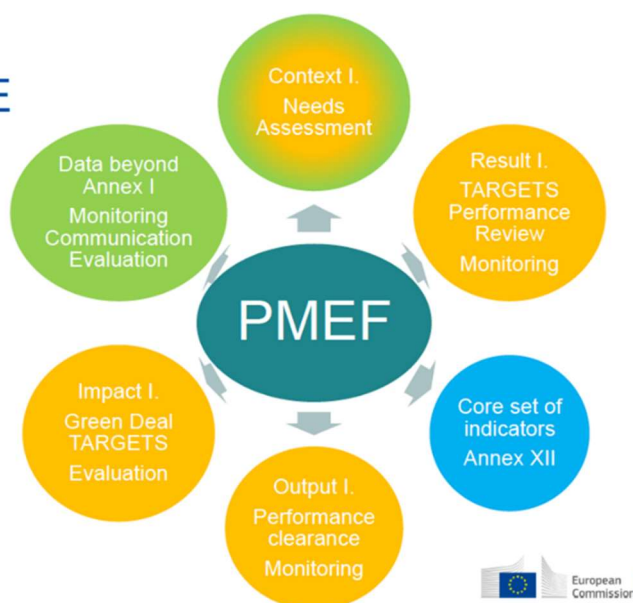 E
Context I.
Needs
Assessment
Data beyond
Annex I
Monitoring
Communication
Evaluation
Result I.
TARGETS
Performance
Review
Monitoring
PMEF
Impact I.
Green Deal
TARGETS
Evaluation
Core set of
indicators
Annex XII
Output I.
Performance
clearance
Monitoring
European
Commission